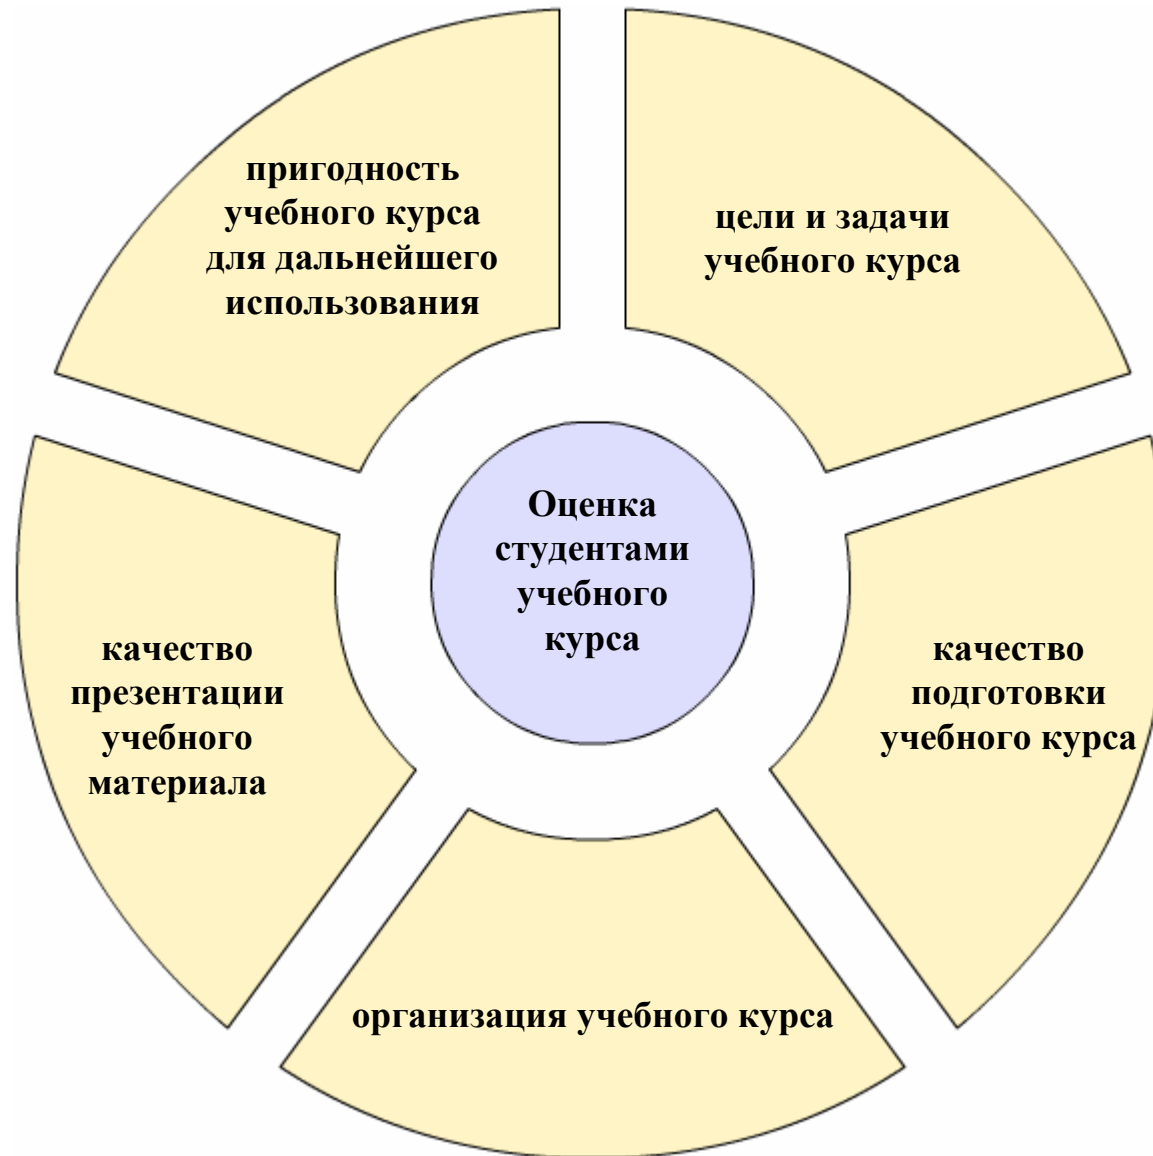 пригодность
учебного курса
для дальнейшего
использования
цели и задачи
учебного курса
Оценка
студентами
учебного
курса
качество
презентации
учебного
материала
качество
подготовки
учебного курса
организация учебного курса